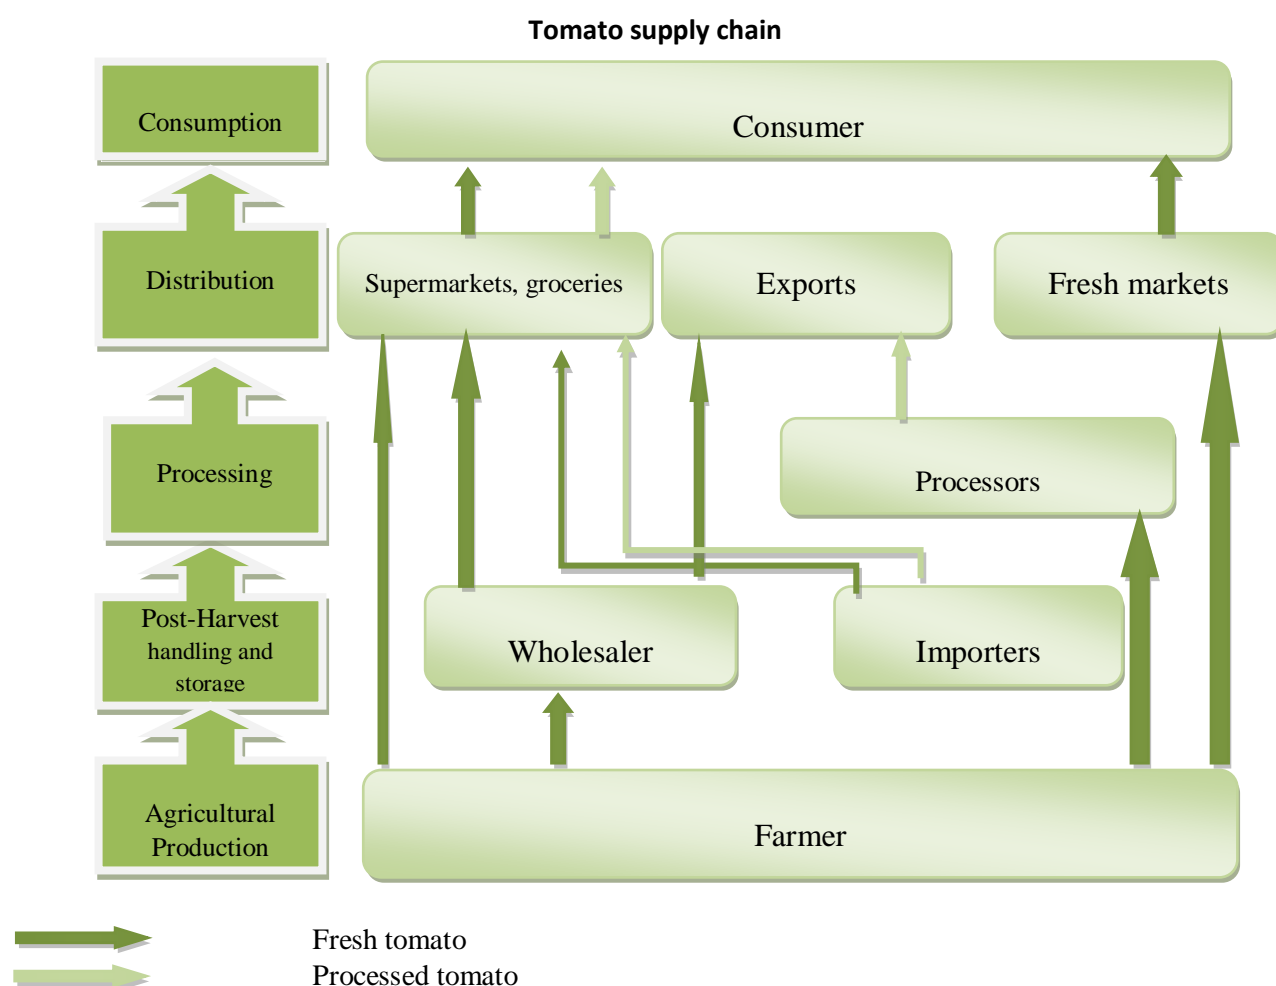 Tomato supply chain
Consumption
Consumer
Distribution
Supermarkets, groceries
Exports
Fresh markets
Processing
Processors
Post-Harvest
handling and
storage
Wholesaler
Importers
Agricultural
Production
Farmer
Fresh tomato
Processed tomato